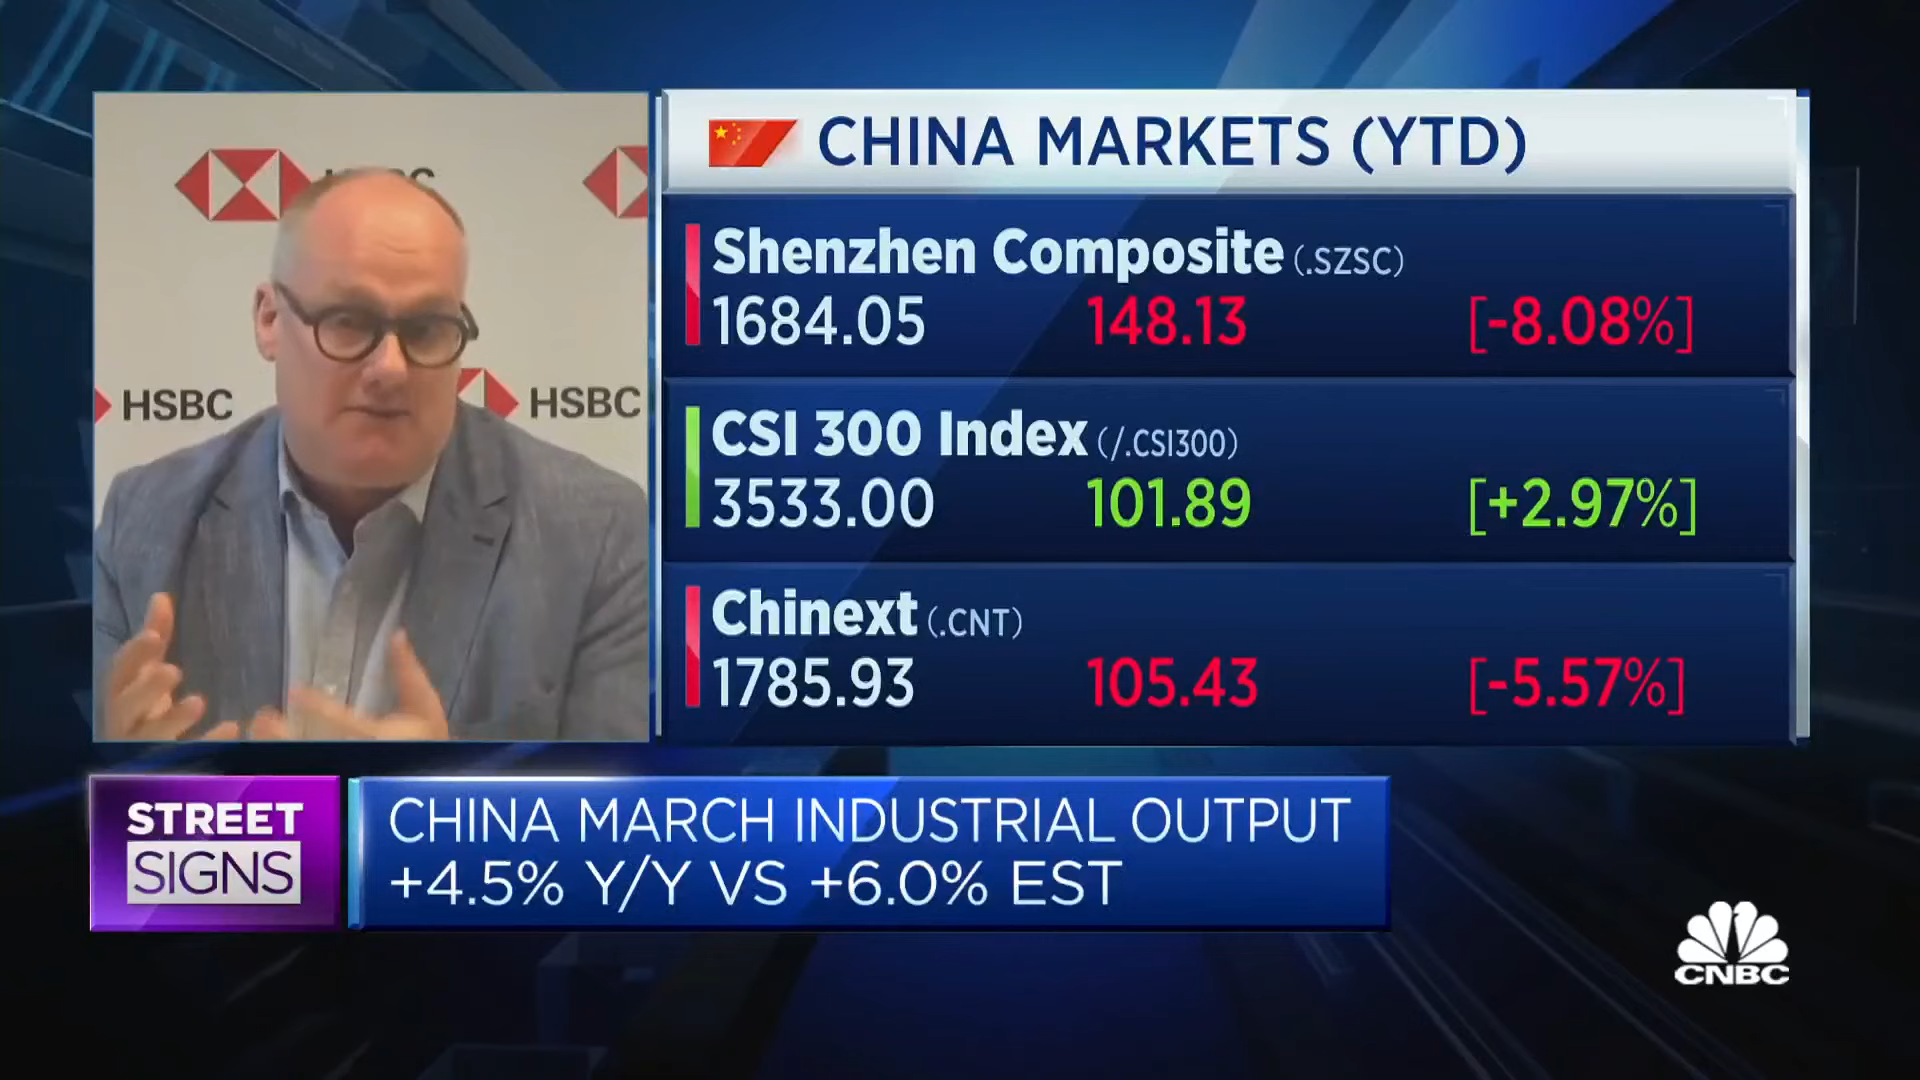 HSBC
HSBC
CHINA MARKETS (YTD)
Shenzhen Composite (.SZSC)
1684.05 148.13 [-8.08%]
CSI 300 Index (/.CSI300)
3533.00 101.89 [+2.97%]
Chinext (.CNT)
1785.93 105.43 [-5.57%]
STREET
SIGNS
CHINA MARCH INDUSTRIAL OUTPUT
+4.5% Y/Y VS +6.0% EST
CNBC